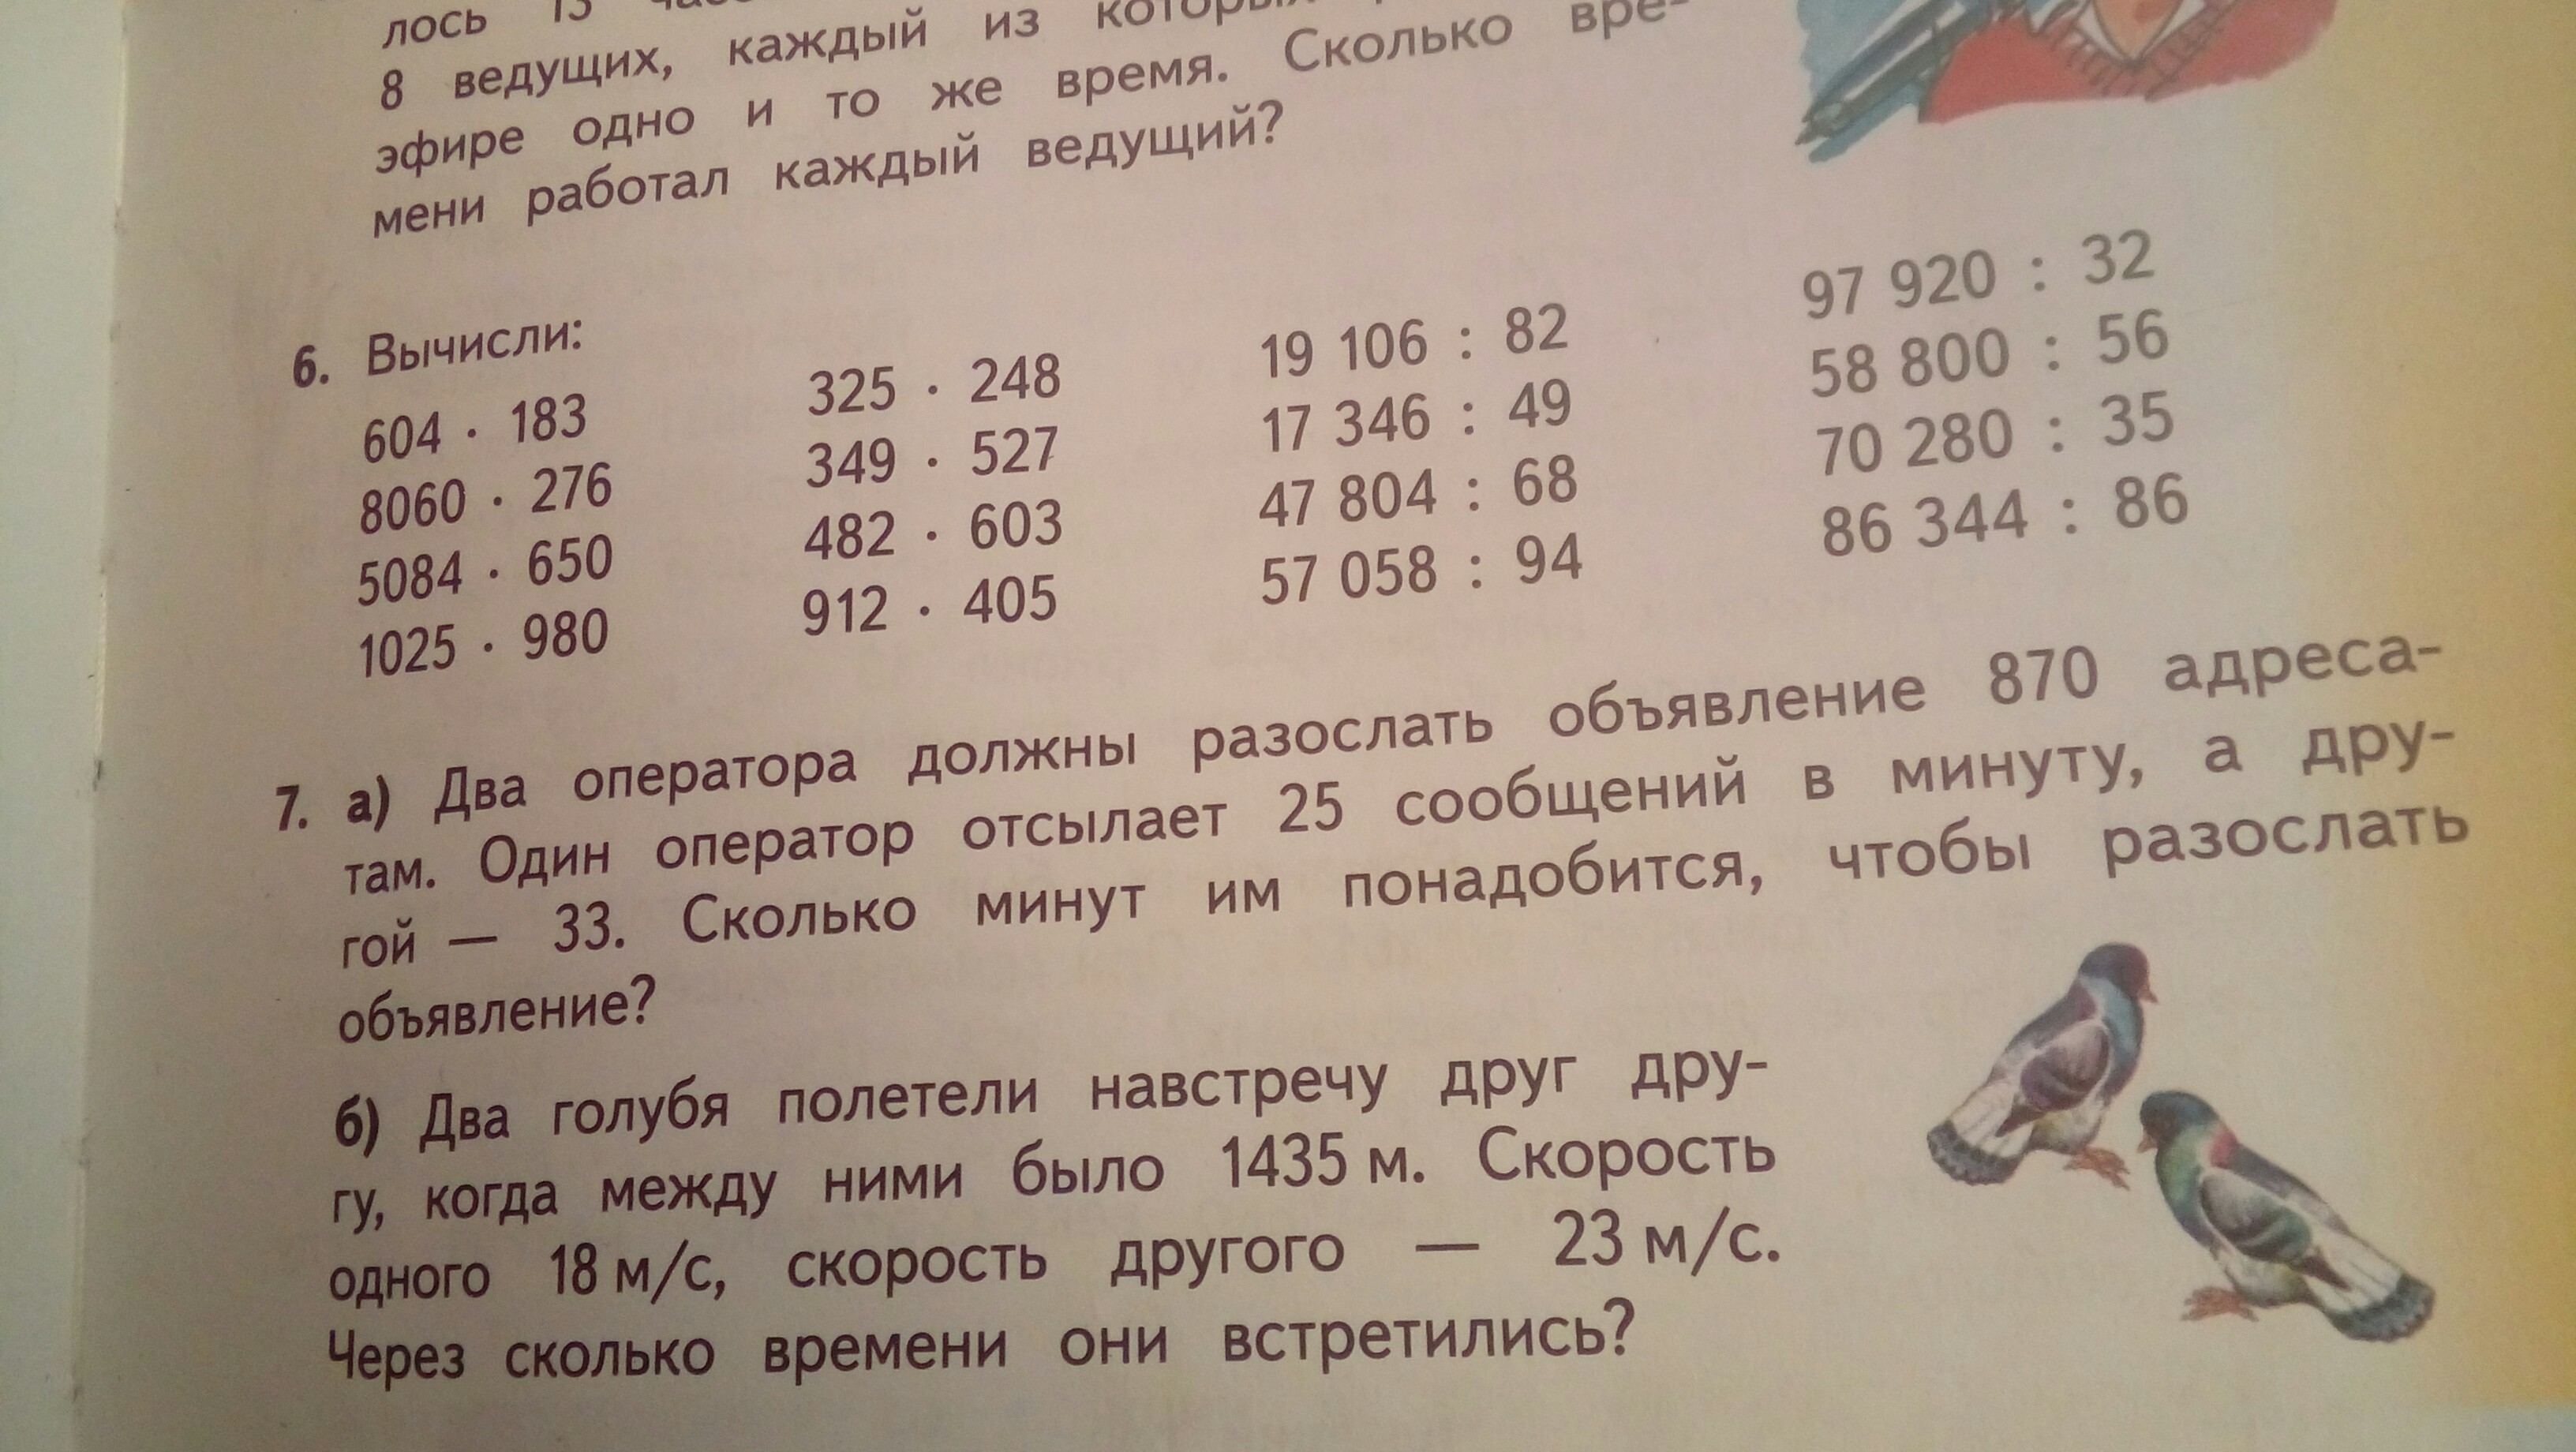 лось 13
8 ведущих, каждый из которых
эфире одно и то же время. Сколько вре-
мени работал каждый ведущий?
6. Вычисли:
604 · 183 325 · 248 19 106 : 82 97 920 : 32
8060 · 276 349 · 527 17 346 : 49 58 800 : 56
5084 · 650 482 · 603 47 804 : 68 70 280 : 35
1025 · 980 912 · 405 57 058 : 94 86 344 : 86
7. а) Два оператора должны разослать объявление 870 адреса-
там. Один оператор отсылает 25 сообщений в минуту, а дру-
гой — 33. Сколько минут им понадобится, чтобы разослать
объявление?
б) Два голубя полетели навстречу друг дру-
гу, когда между ними было 1435 м. Скорость
одного 18 м/с, скорость другого — 23 м/с.
Через сколько времени они встретились?